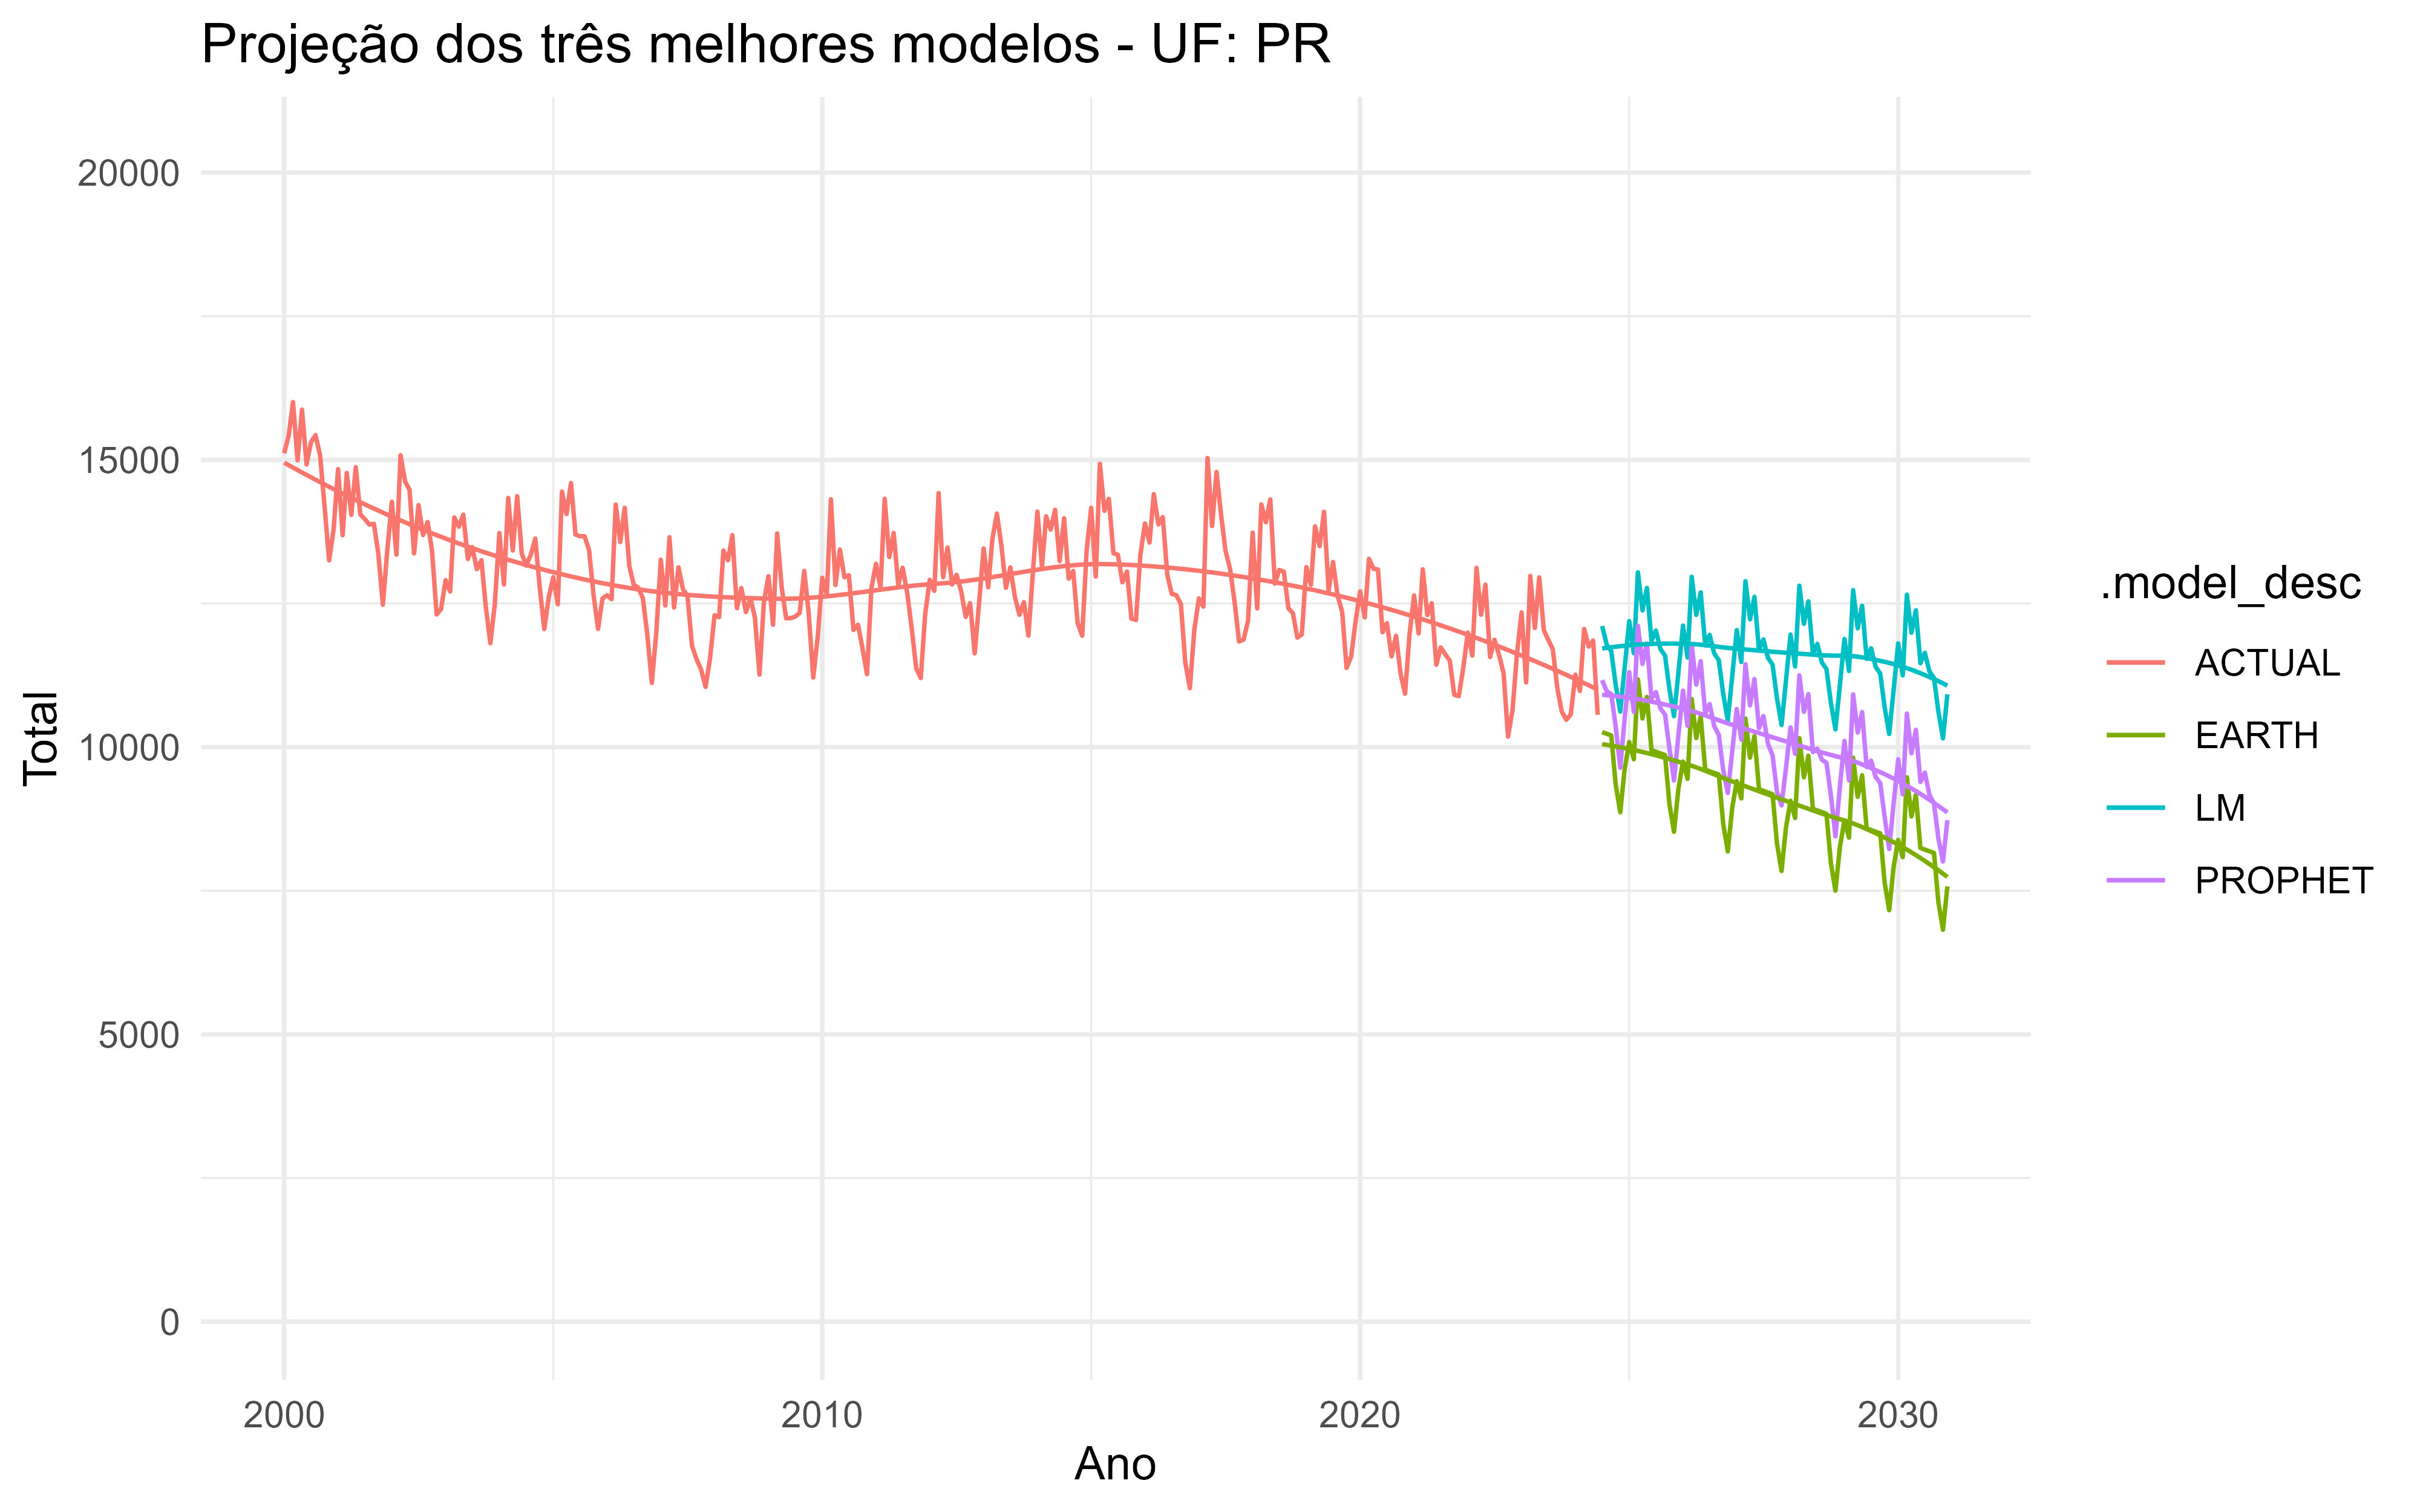 Projeção dos três melhores modelos - UF: PR
Total
20000
15000
10000
5000
0
2000
2010
2020
2030
Ano
.model_desc
ACTUAL
EARTH
LM
PROPHET